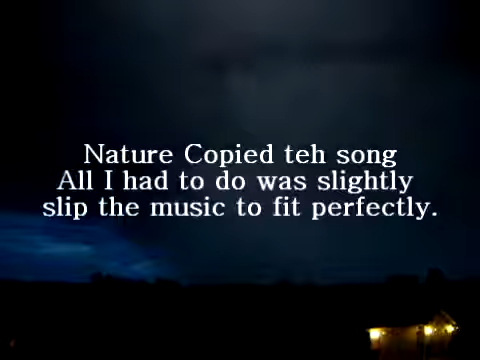 Nature Copied teh song
All I had to do was slightly
slip the music to fit perfectly.